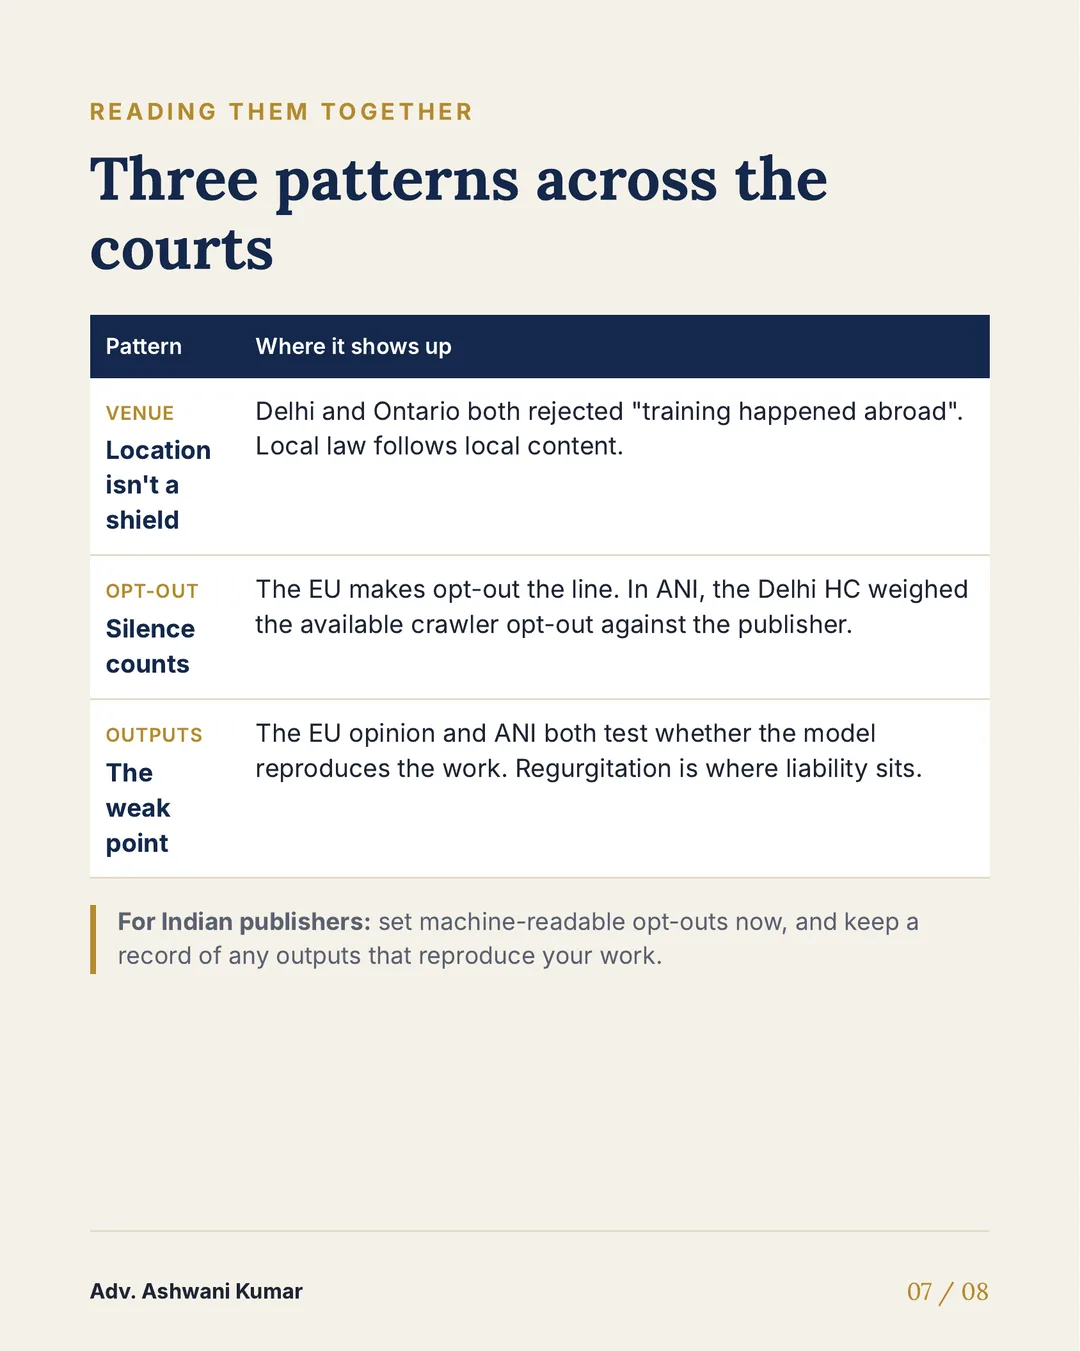 READING THEM TOGETHER
Three patterns across the
courts
Pattern
Where it shows up
VENUE
Location
isn't a
shield
Delhi and Ontario both rejected "training happened abroad".
Local law follows local content.
OPT-OUT
Silence
counts
The EU makes opt-out the line. In ANI, the Delhi HC weighed
the available crawler opt-out against the publisher.
OUTPUTS
The
weak
point
The EU opinion and ANI both test whether the model
reproduces the work. Regurgitation is where liability sits.
For Indian publishers: set machine-readable opt-outs now, and keep a
record of any outputs that reproduce your work.
Adv. Ashwani Kumar
07 / 08